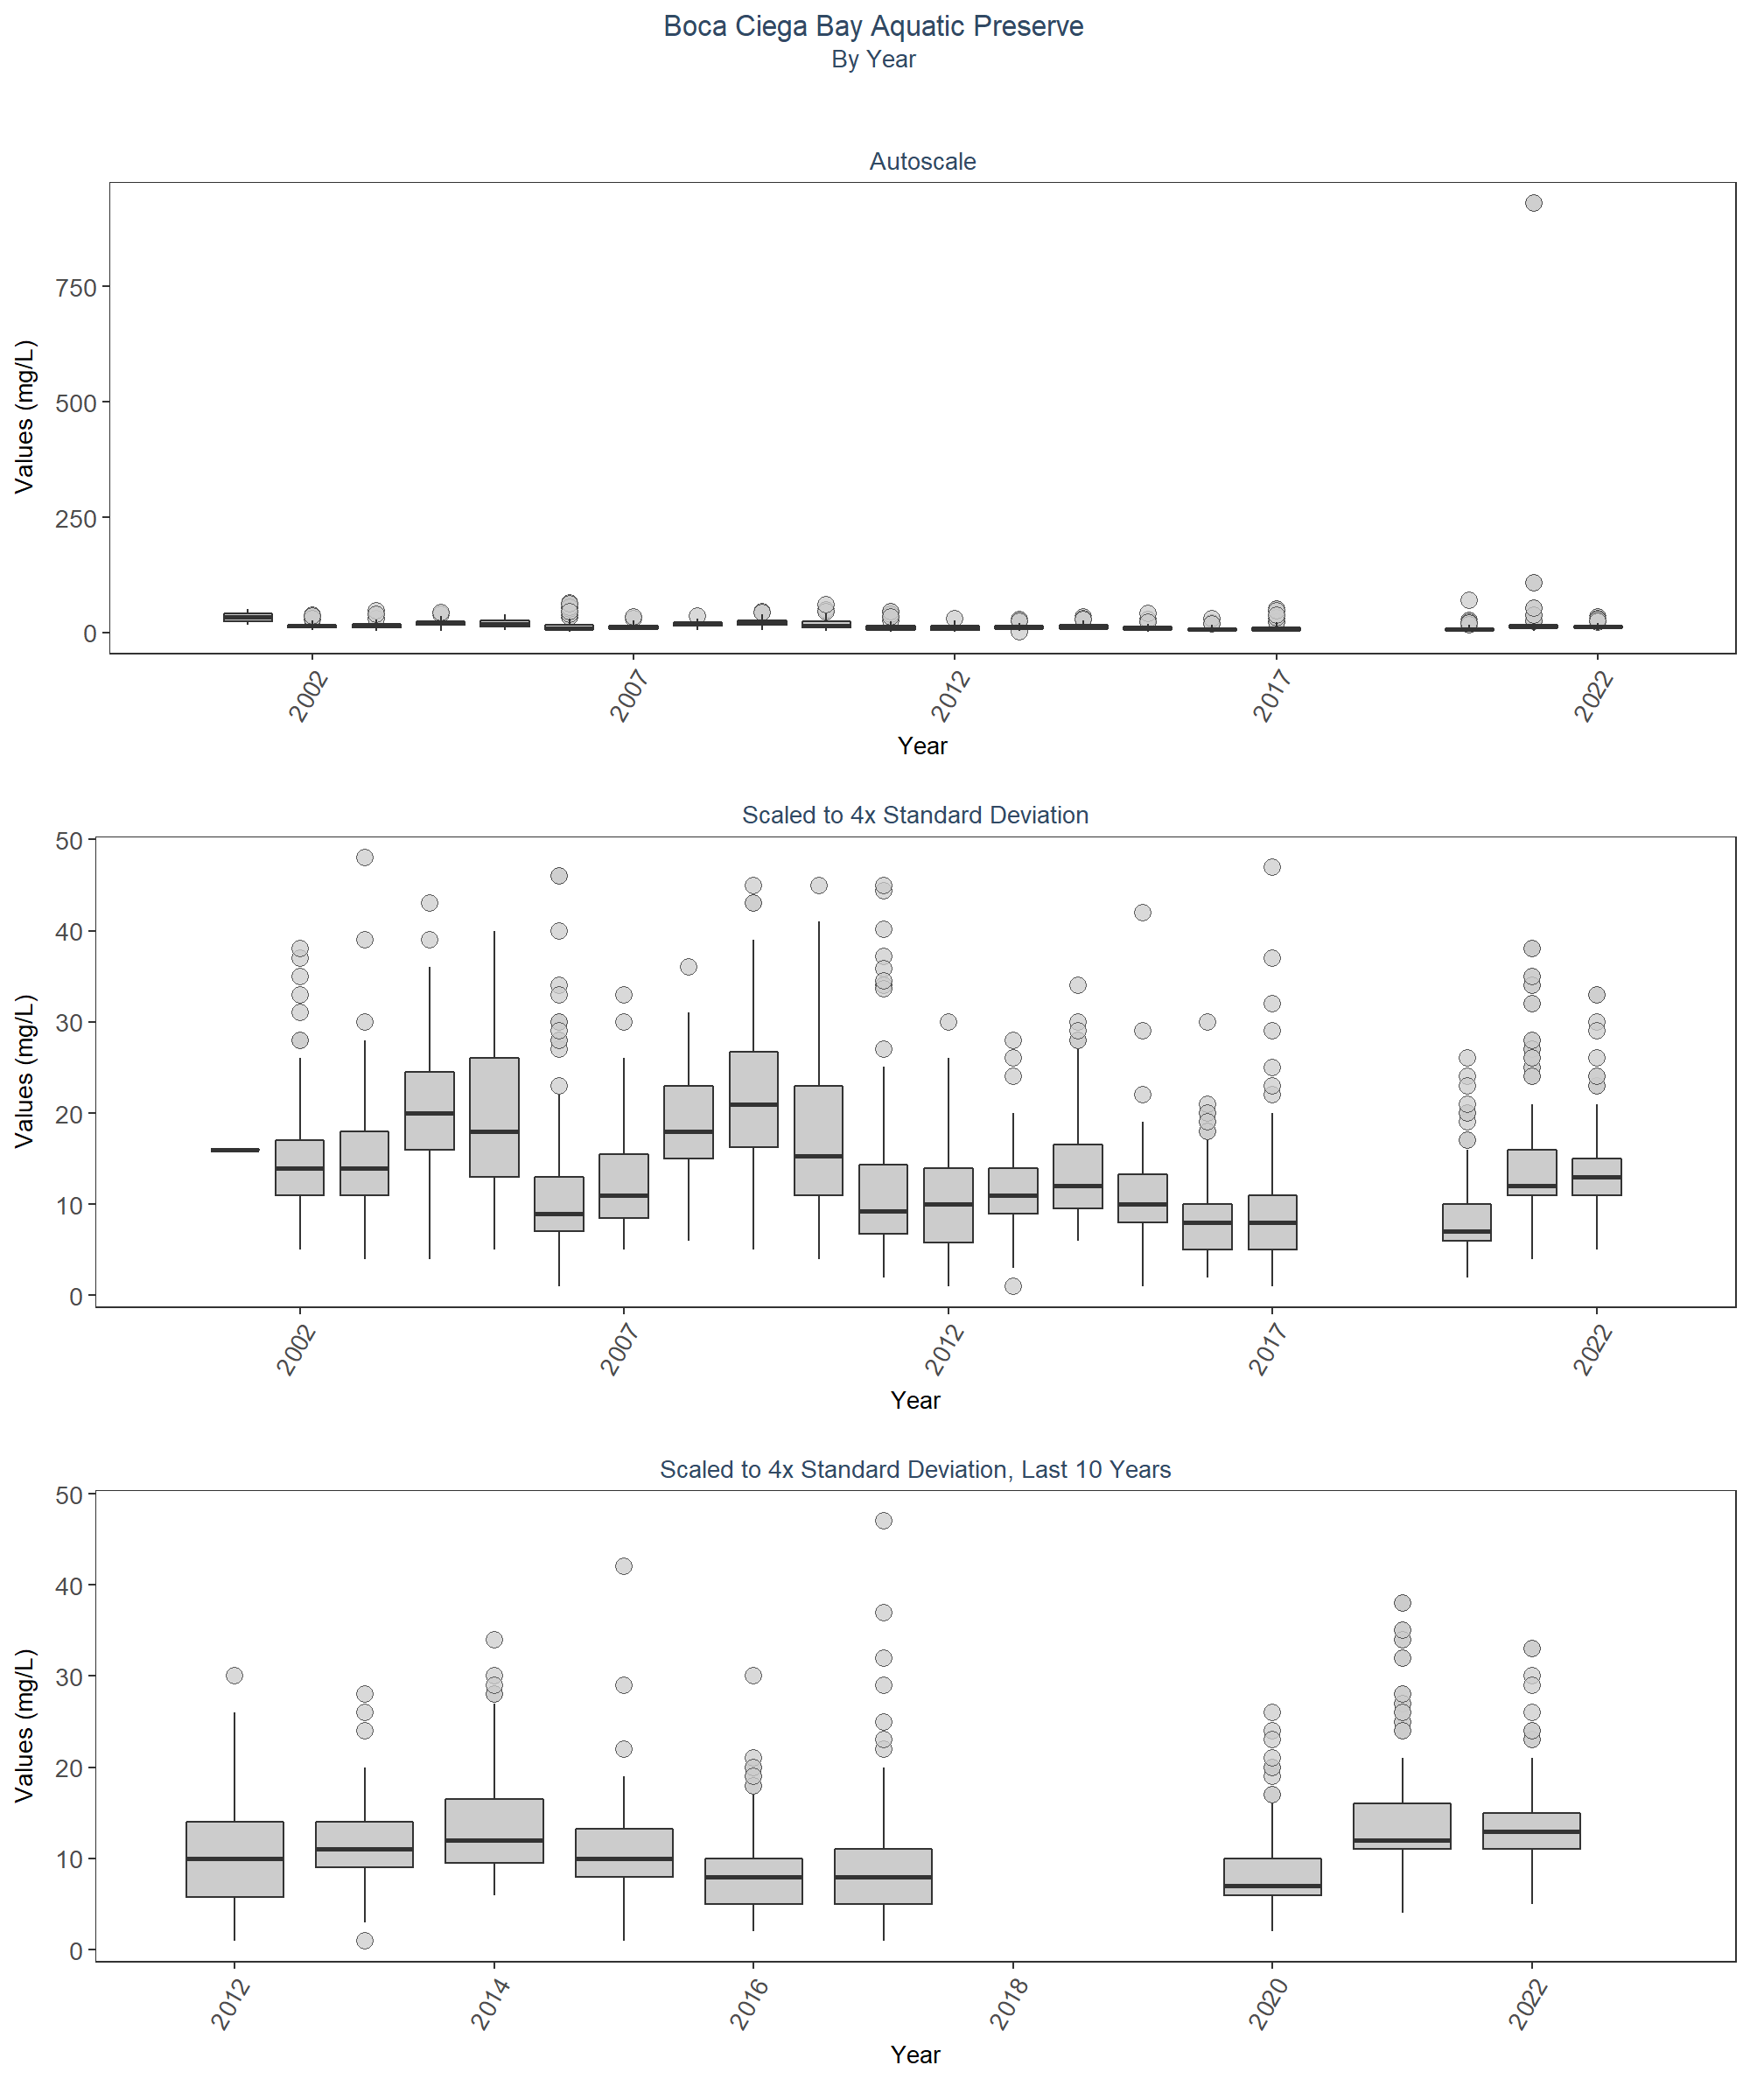 Boca Ciega Bay Aquatic Preserve
By Year
Autoscale
Values (mg/L)
750
500
250
0
2002
2007
2012
2017
2022
Year
Scaled to 4x Standard Deviation
Values (mg/L)
50
40
30
20
10
0
2002
2007
2012
2017
2022
Year
Scaled to 4x Standard Deviation, Last 10 Years
Values (mg/L)
50
40
30
20
10
0
2012
2014
2016
2018
2020
2022
Year